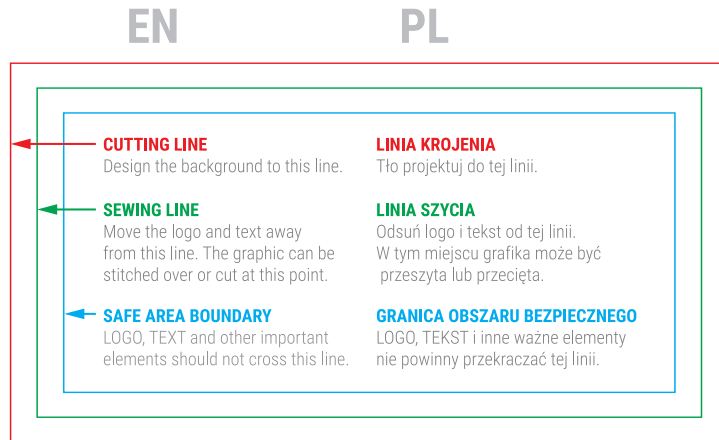 EN
PL
CUTTING LINE
Design the background to this line.
LINIA KROJENIA
Tło projektuj do tej linii.
SEWING LINE
Move the logo and text away
from this line. The graphic can be
stitched over or cut at this point.
LINIA SZYCIA
Odsuń logo i tekst od tej linii.
W tym miejscu grafika może być
przeszyta lub przecięta.
SAFE AREA BOUNDARY
LOGO, TEXT and other important
elements should not cross this line.
GRANICA OBSZARU BEZPIECZNEGO
LOGO, TEKST i inne ważne elementy
nie powinny przekraczać tej linii.